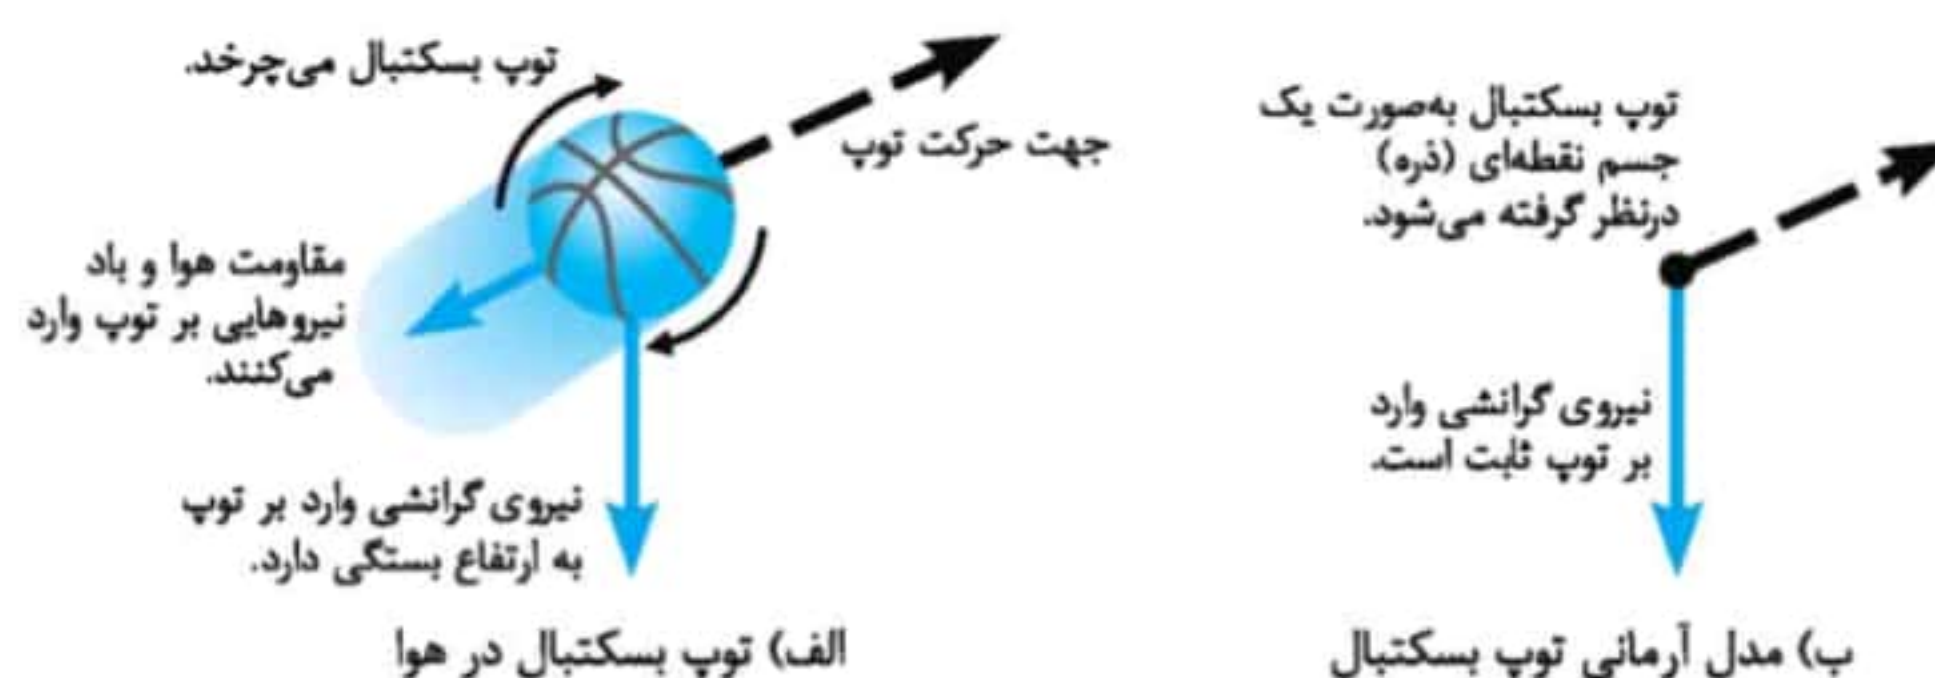 توپ بسکتبال می‌چرخد.
جهت حرکت توپ
مقاومت هوا و باد
نیروهایی بر توپ وارد
می‌کنند.
نیروی گرانشی وارد بر توپ
به ارتفاع بستگی دارد.
الف) توپ بسکتبال در هوا
توپ بسکتبال به‌صورت یک
جسم نقطه‌ای (ذره)
درنظر گرفته می‌شود.
نیروی گرانشی وارد
بر توپ ثابت است.
ب) مدل آرمانی توپ بسکتبال